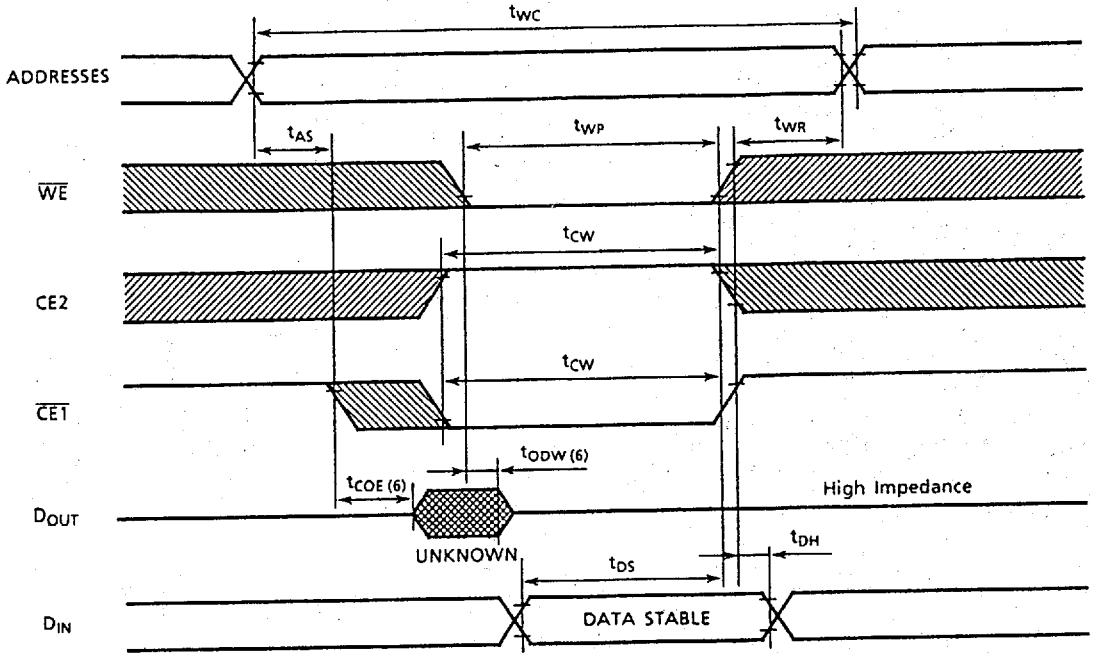 tWC
ADDRESSES
tAS
tWP
tWR
WE
tCW
CE2
tCW
CE1
tODW (6)
tCOE (6)
High Impedance
DOUT
UNKNOWN
tDH
tDS
DIN
DATA STABLE